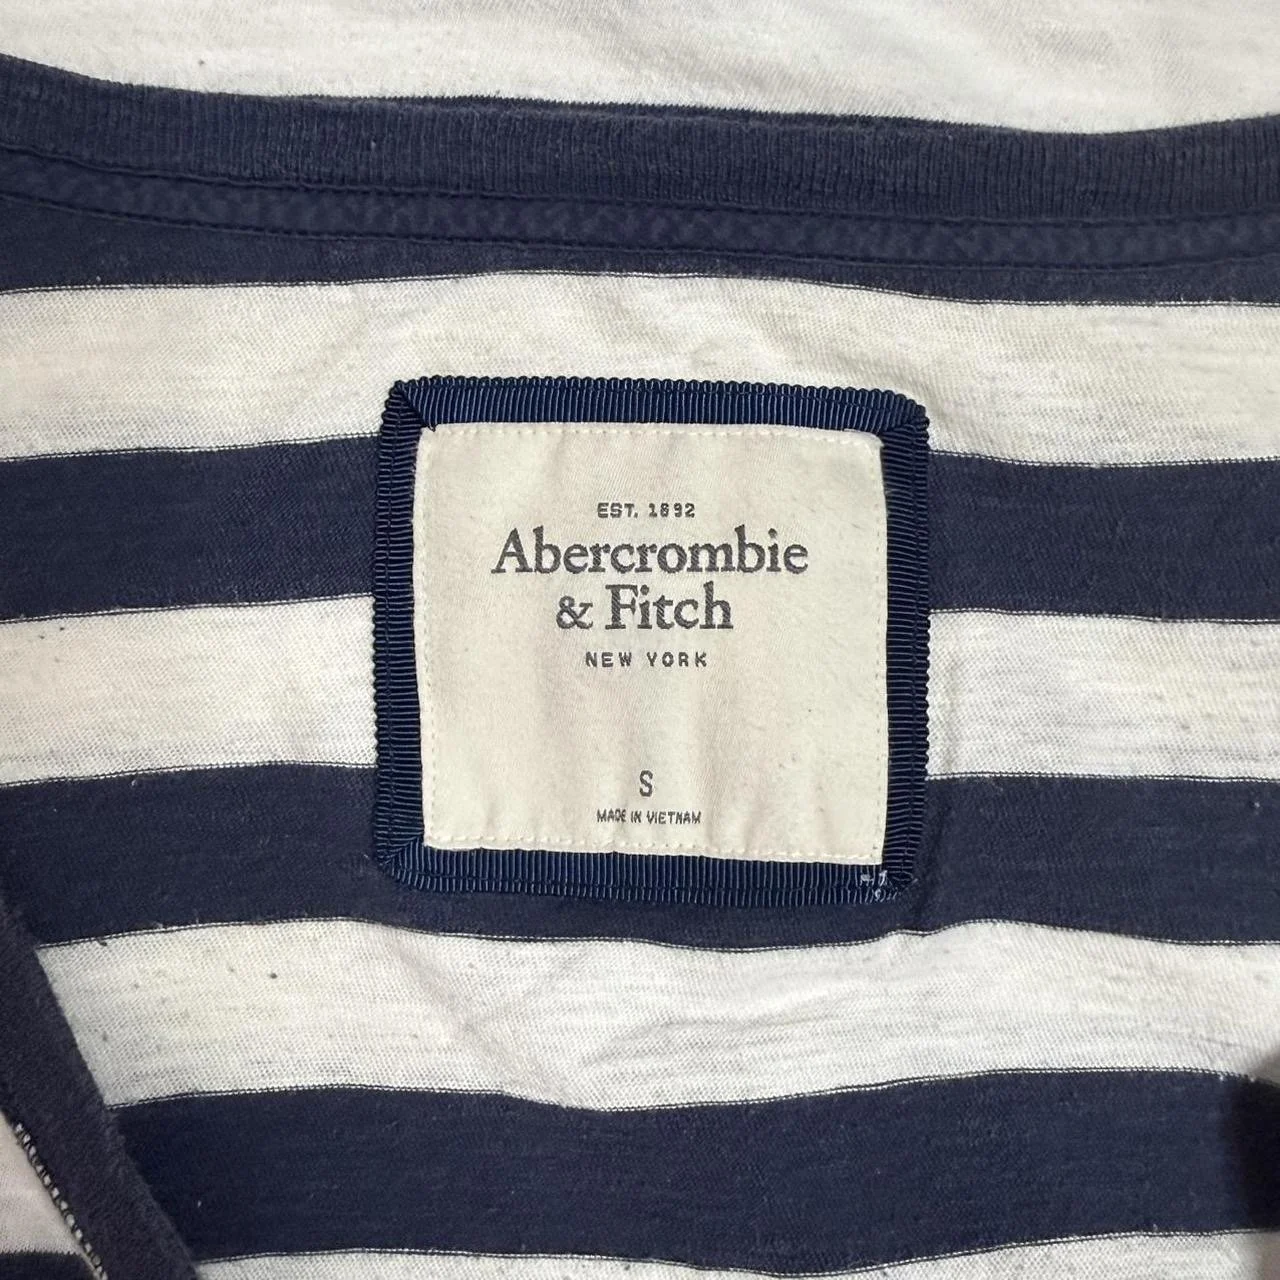 EST. 1892
Abercrombie
& Fitch
NEW YORK
S
MADE IN VIETNAM